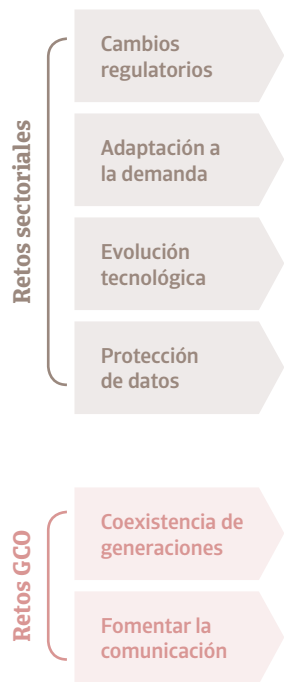 Retos sectoriales
Cambios
regulatorios
Adaptación a
la demanda
Evolución
tecnológica
Protección
de datos
Retos GCO
Coexistencia de
generaciones
Fomentar la
comunicación